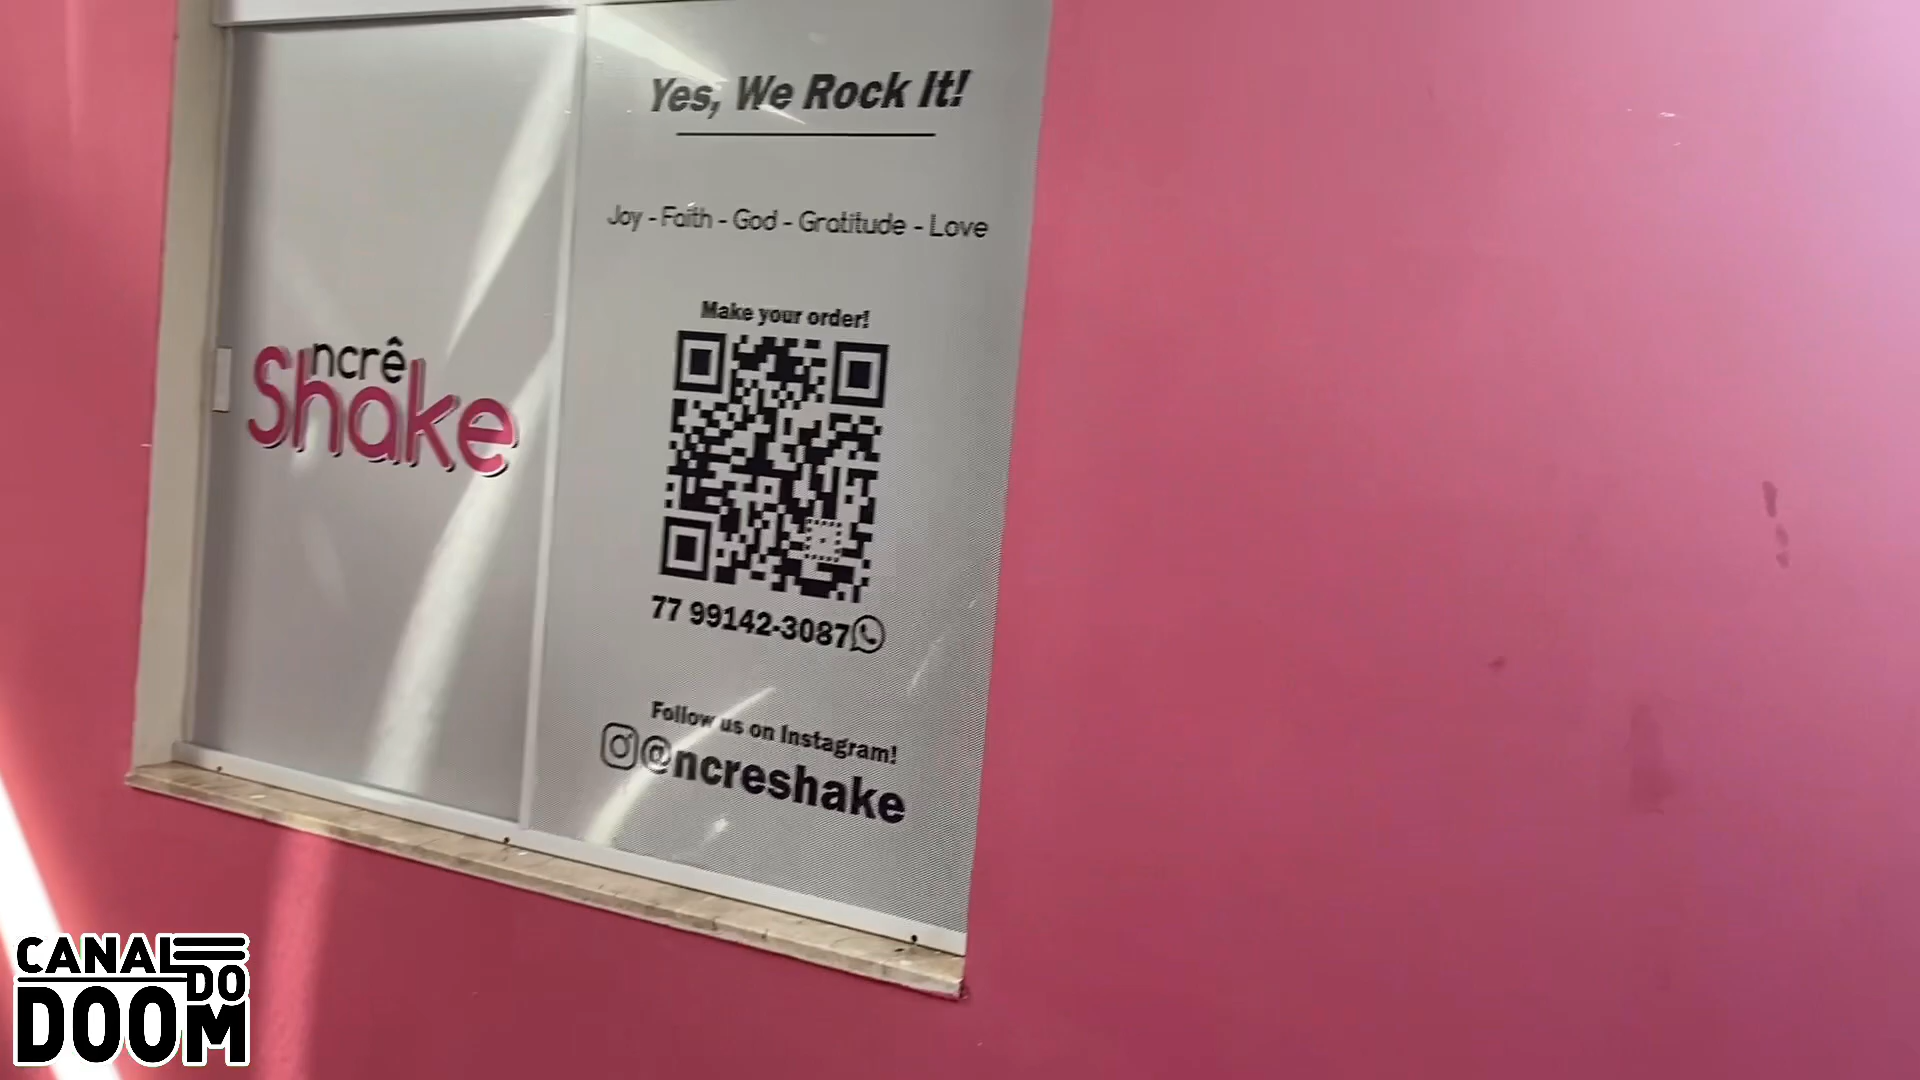 Yes, We Rock It!
Joy - Faith - God - Gratitude - Love
Make your order!
77 99142-3087
Follow us on Instagram!
@ncreshake
ncrê
Shake
CANAL
DO
DOOM